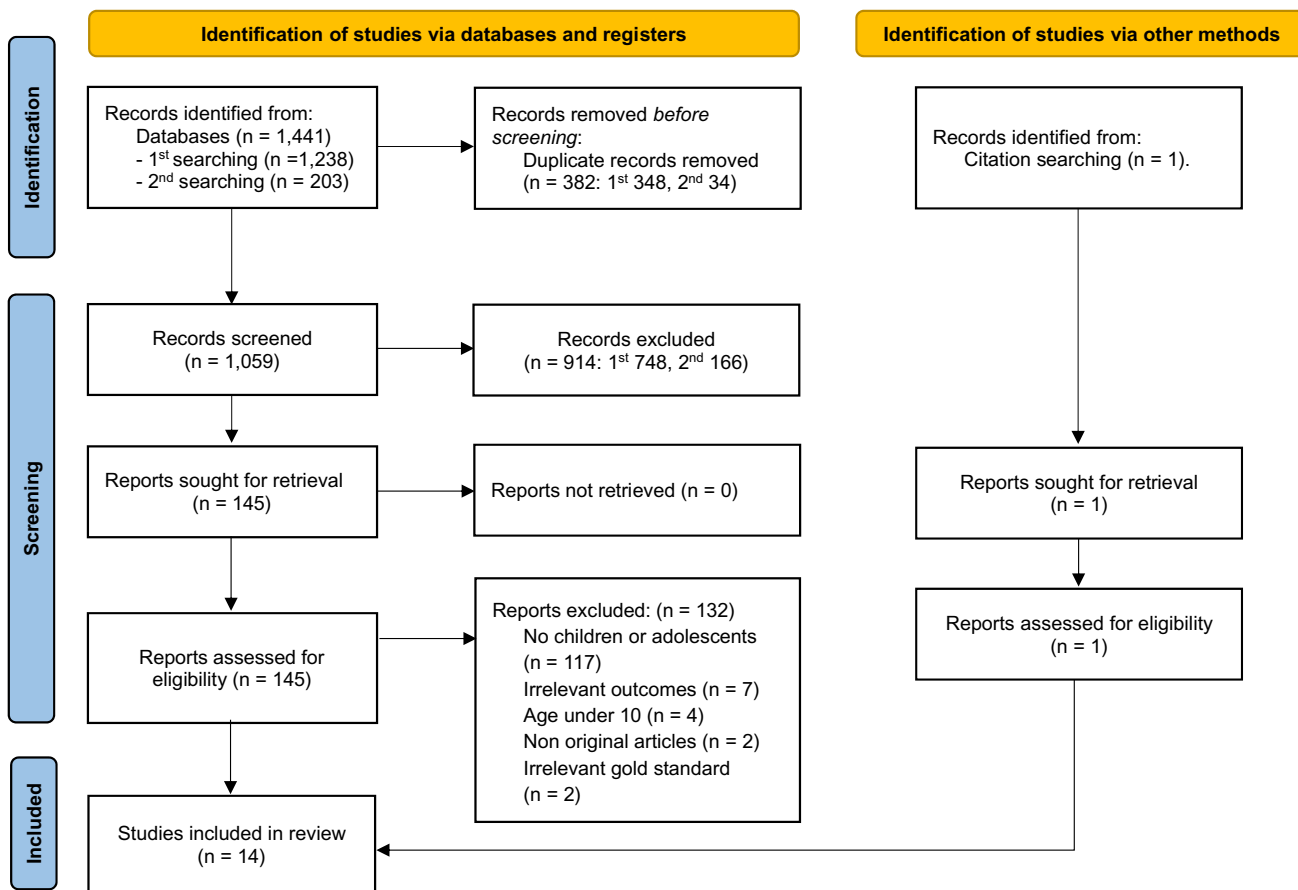 Identification of studies via databases and registers
Identification of studies via other methods
Identification
Records identified from:
Databases (n = 1,441)
- 1st searching (n =1,238)
- 2nd searching (n = 203)
Records removed before
screening:
Duplicate records removed
(n = 382: 1st 348, 2nd 34)
Records identified from:
Citation searching (n = 1).
Screening
Records screened
(n = 1,059)
Records excluded
(n = 914: 1st 748, 2nd 166)
Reports sought for retrieval
(n = 145)
Reports not retrieved (n = 0)
Reports sought for retrieval
(n = 1)
Reports assessed for
eligibility (n = 145)
Reports excluded: (n = 132)
No children or adolescents
(n = 117)
Irrelevant outcomes (n = 7)
Age under 10 (n = 4)
Non original articles (n = 2)
Irrelevant gold standard
(n = 2)
Reports assessed for eligibility
(n = 1)
Included
Studies included in review
(n = 14)